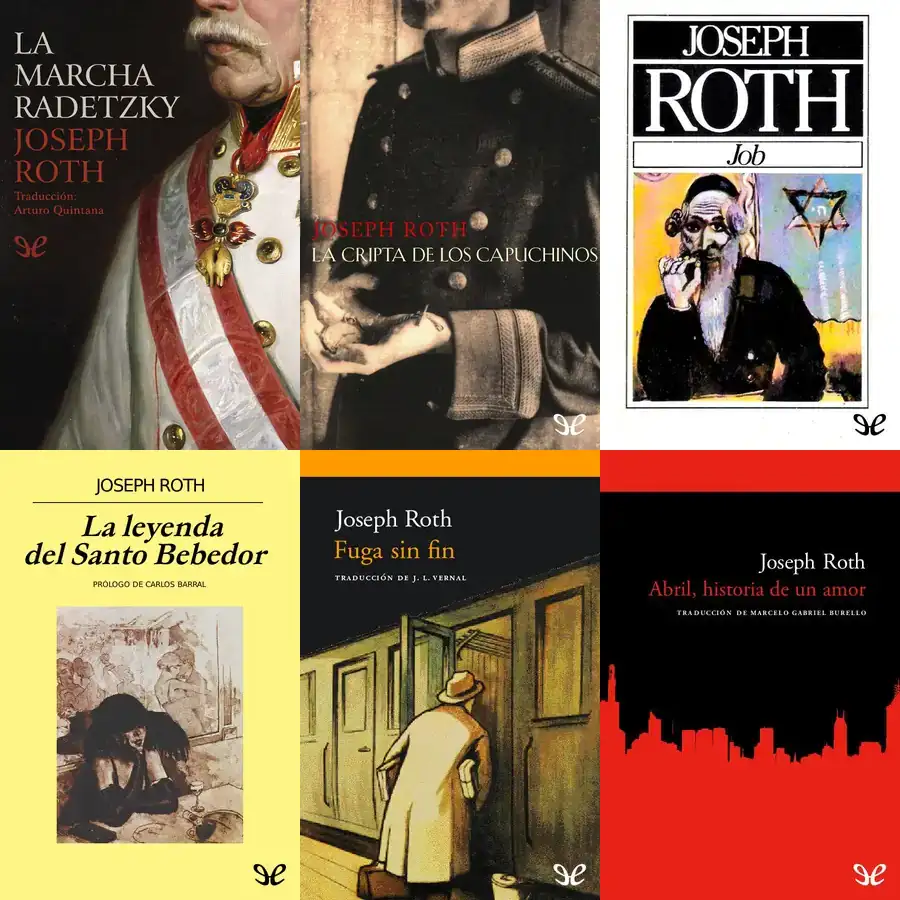 LA
MARCHA
RADETZKY
JOSEPH
ROTH
Traducción:
Arturo Quintana
JOSEPH ROTH
LA CRIPTA DE LOS CAPUCHINOS
JOSEPH
ROTH
Job
JOSEPH ROTH
La leyenda
del Santo Bebedor
PRÓLOGO DE CARLOS BARRAL
Joseph Roth
Fuga sin fin
TRADUCCIÓN DE J. L. VERNAL
Joseph Roth
Abril, historia de un amor
TRADUCCIÓN DE MARCELO GABRIEL BURELLO